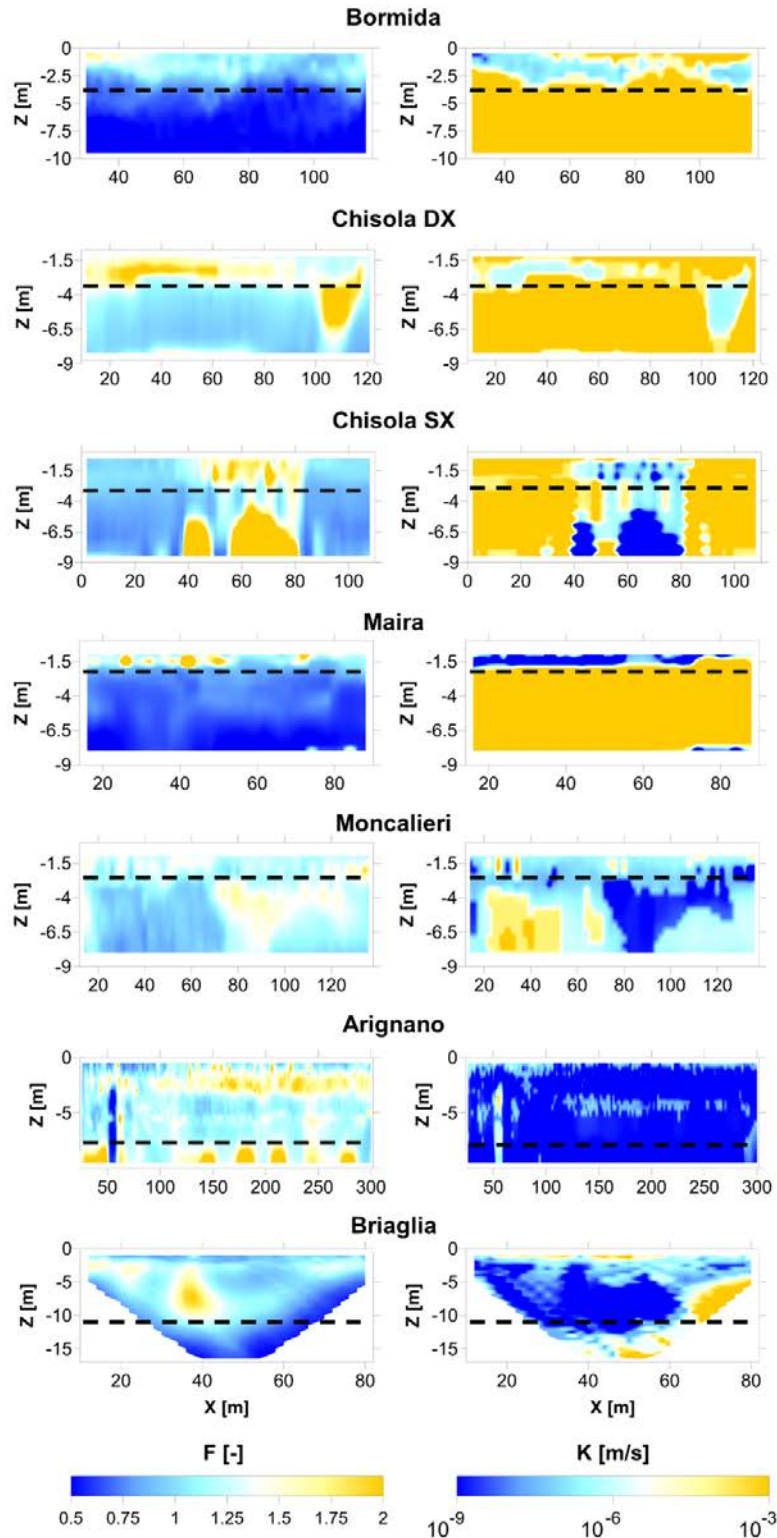 Bormida
Z [m]
0
-2.5
-5
-7.5
-10
40 60 80 100
0
-2.5
-5
-7.5
-10
40 60 80 100
Chisola DX
Z [m]
-1.5
-4
-6.5
-9
20 40 60 80 100 120
Z [m]
-1.5
-4
-6.5
-9
20 40 60 80 100 120
Chisola SX
Z [m]
-1.5
-4
-6.5
-9
0 20 40 60 80 100
Z [m]
-1.5
-4
-6.5
-9
0 20 40 60 80 100
Maira
Z [m]
-1.5
-4
-6.5
-9
20 40 60 80
Z [m]
-1.5
-4
-6.5
-9
20 40 60 80
Moncalieri
Z [m]
-1.5
-4
-6.5
-9
20 40 60 80 100 120
Z [m]
-1.5
-4
-6.5
-9
20 40 60 80 100 120
Arignano
Z [m]
0
-5
50 100 150 200 250 300
Z [m]
0
-5
50 100 150 200 250 300
Briaglia
Z [m]
0
-5
-10
-15
20 40 60 80
X [m]
Z [m]
0
-5
-10
-15
20 40 60 80
X [m]
F [-]
0.5 0.75 1 1.25 1.5 1.75 2
K [m/s]
10⁻⁹ 10⁻⁶ 10⁻³